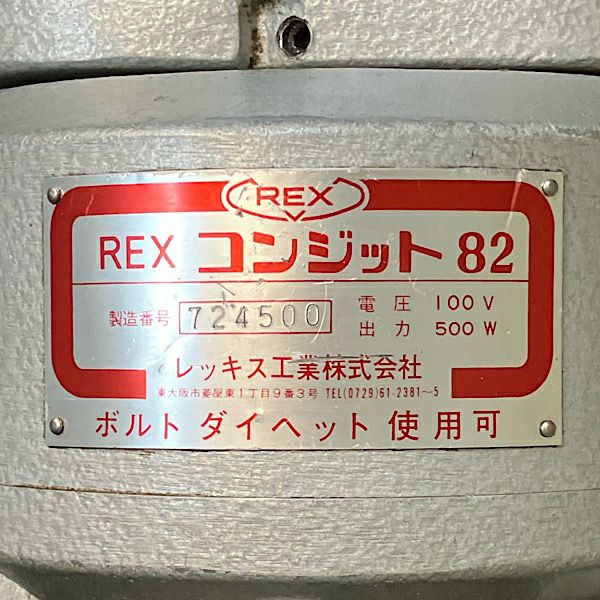 REX
REX コンジット 82
製造番号 724500
電圧 100V
出力 500W
レッキス工業株式会社
東大阪市菱屋東1丁目9番3号 TEL(0729)61-2381~5
ボルトダイヘット使用可